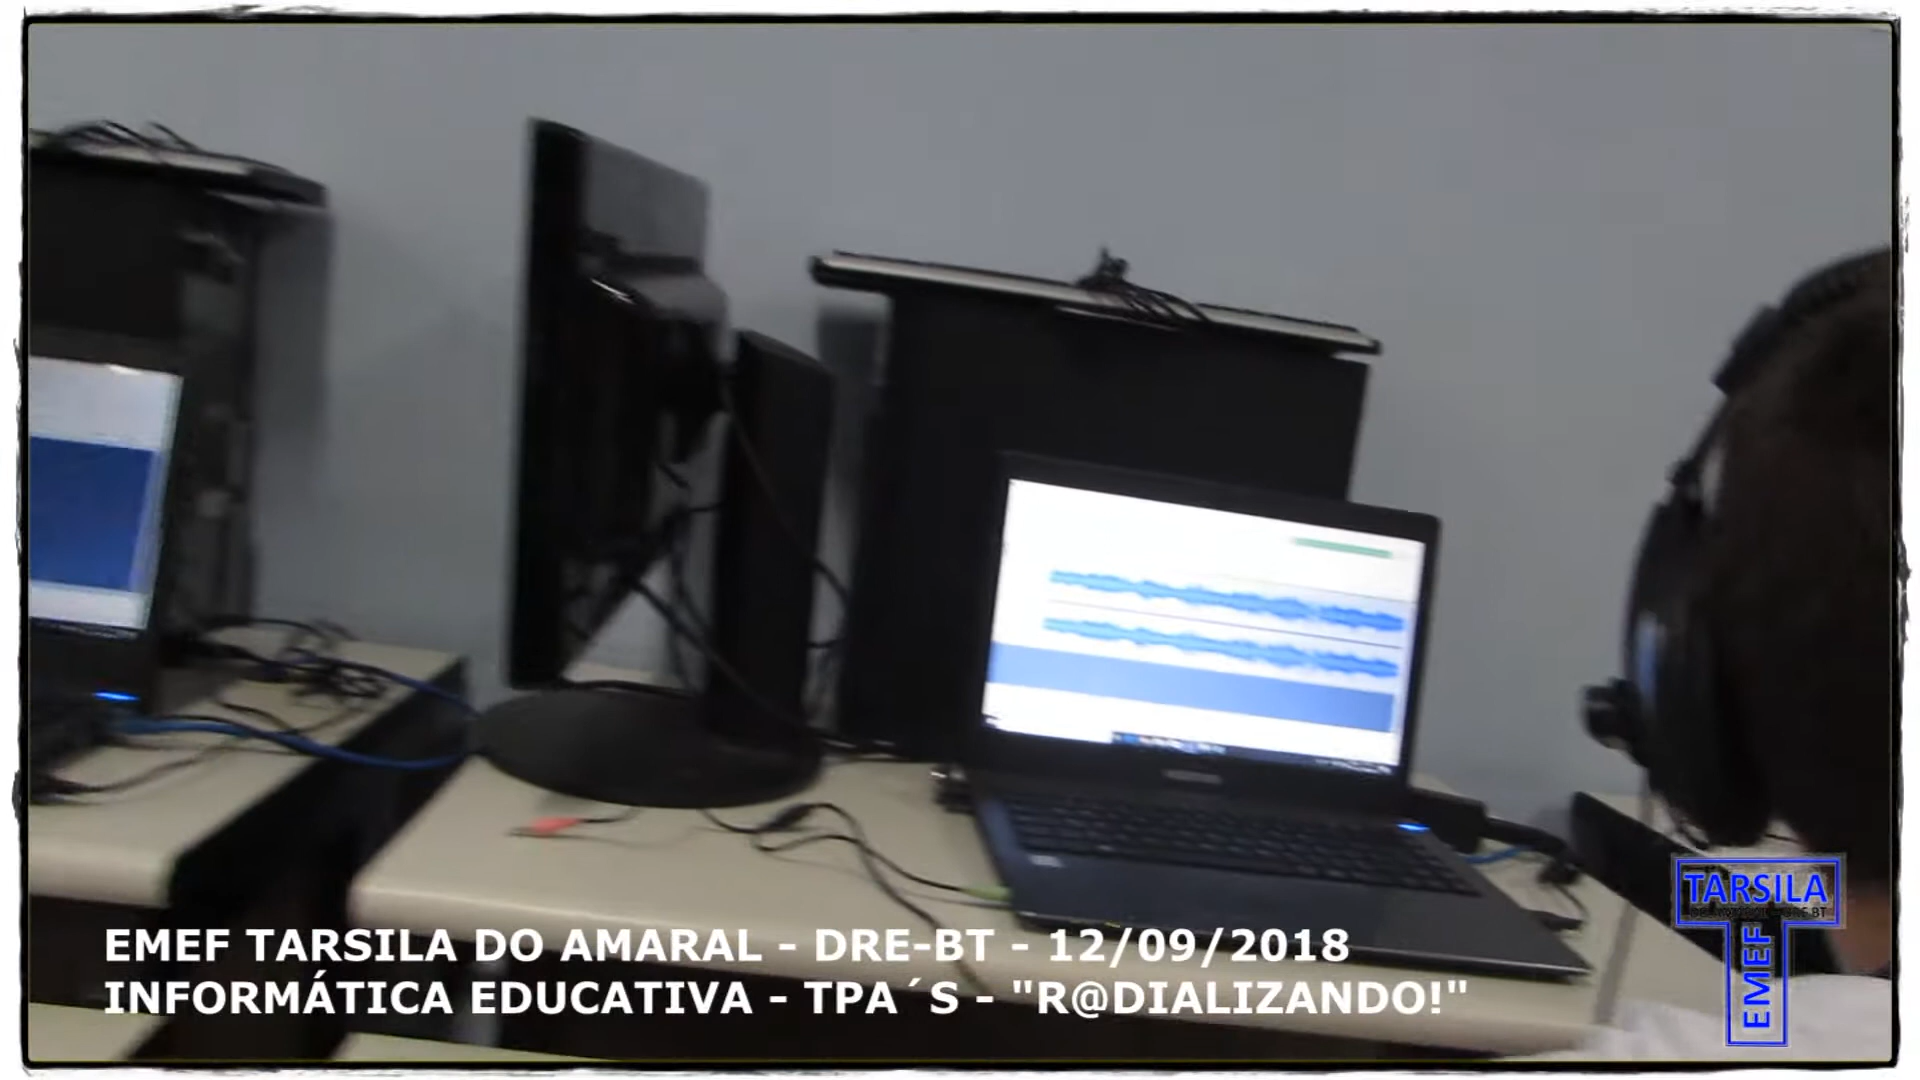 EMEF TARSILA DO AMARAL - DRE-BT - 12/09/2018
INFORMÁTICA EDUCATIVA - TPA´S - "R@DIALIZANDO!"
TARSILA
EMEF